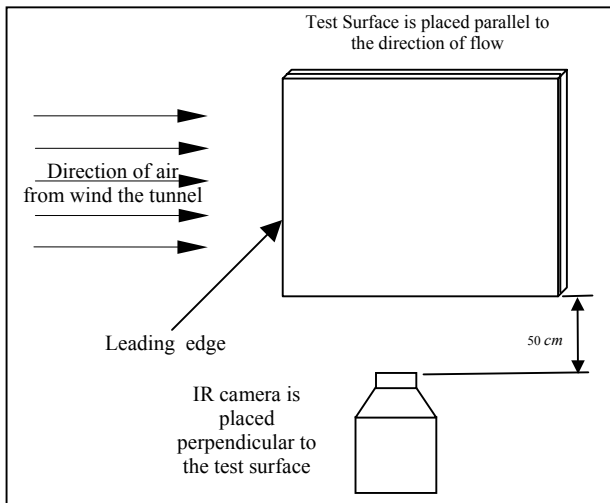 Test Surface is placed parallel to
the direction of flow
Direction of air
from wind the tunnel
Leading edge
50 cm
IR camera is
placed
perpendicular to
the test surface